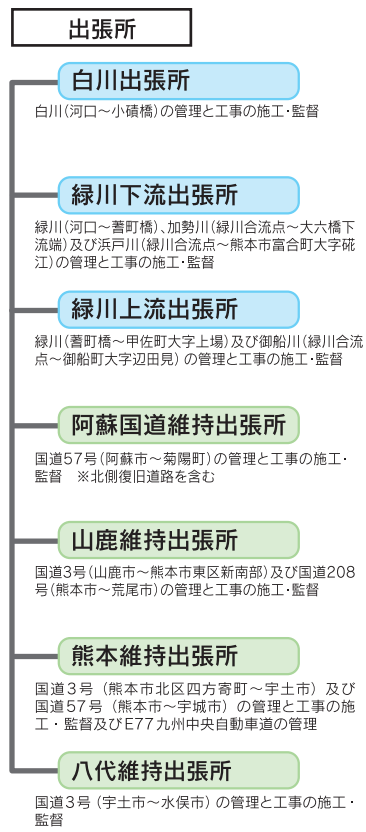 出張所
白川出張所
白川（河口～小磧橋）の管理と工事の施工・監督
緑川下流出張所
緑川（河口～蓍町橋）、加勢川（緑川合流点～大六橋下
流端）及び浜戸川（緑川合流点～熊本市富合町大字硴
江）の管理と工事の施工・監督
緑川上流出張所
緑川（蓍町橋～甲佐町大字上場）及び御船川（緑川合流
点～御船町大字辺田見）の管理と工事の施工・監督
阿蘇国道維持出張所
国道57号（阿蘇市～菊陽町）の管理と工事の施工・
監督　※北側復旧道路を含む
山鹿維持出張所
国道3号（山鹿市～熊本市東区新南部）及び国道208
号（熊本市～荒尾市）の管理と工事の施工・監督
熊本維持出張所
国道3号（熊本市北区四方寄町～宇土市）及び
国道57号（熊本市～宇城市）の管理と工事の施
工・監督及びE77九州中央自動車道の管理
八代維持出張所
国道3号（宇土市～水俣市）の管理と工事の施工・
監督